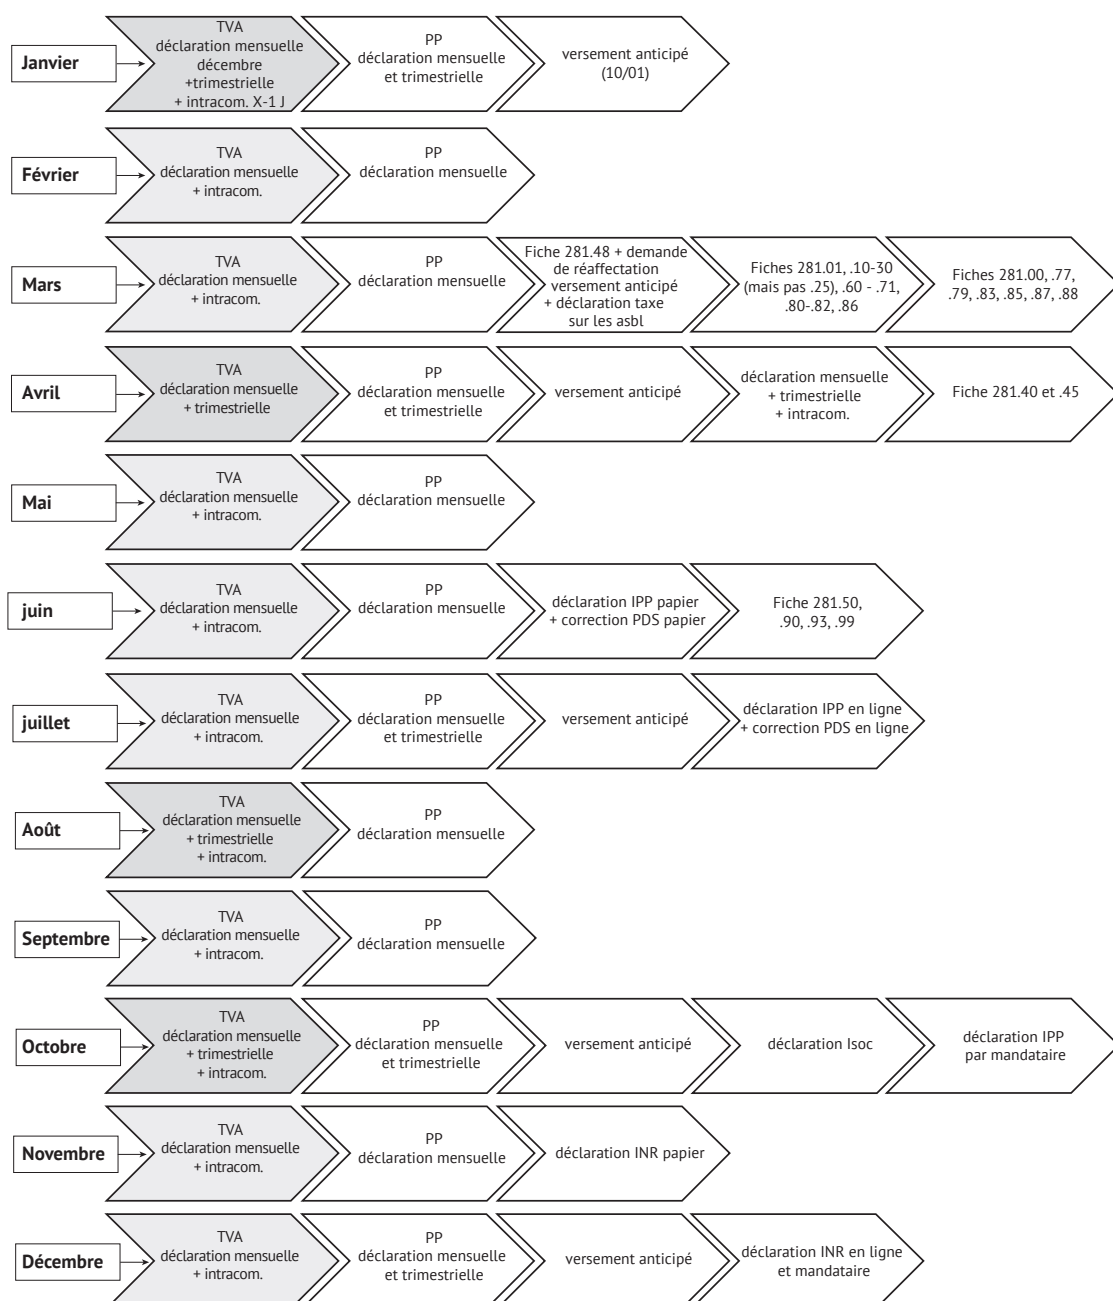 Janvier
TVA
déclaration mensuelle
décembre
+trimestrielle
+ intracom. X-1 J
PP
déclaration mensuelle
et trimestrielle
versement anticipé
(10/01)
Février
TVA
déclaration mensuelle
+ intracom.
PP
déclaration mensuelle
Mars
TVA
déclaration mensuelle
+ intracom.
PP
déclaration mensuelle
Fiche 281.48 + demande
de réaffectation
versement anticipé
+ déclaration taxe
sur les asbl
Fiches 281.01, .10-30
(mais pas .25), .60 - .71,
.80-.82, .86
Fiches 281.00, .77,
.79, .83, .85, .87, .88
Avril
TVA
déclaration mensuelle
+ trimestrielle
PP
déclaration mensuelle
et trimestrielle
versement anticipé
déclaration mensuelle
+ trimestrielle
+ intracom.
Fiche 281.40 et .45
Mai
TVA
déclaration mensuelle
+ intracom.
PP
déclaration mensuelle
juin
TVA
déclaration mensuelle
+ intracom.
PP
déclaration mensuelle
déclaration IPP papier
+ correction PDS papier
Fiche 281.50,
.90, .93, .99
juillet
TVA
déclaration mensuelle
+ intracom.
PP
déclaration mensuelle
et trimestrielle
versement anticipé
déclaration IPP en ligne
+ correction PDS en ligne
Août
TVA
déclaration mensuelle
+ trimestrielle
+ intracom.
PP
déclaration mensuelle
Septembre
TVA
déclaration mensuelle
+ intracom.
PP
déclaration mensuelle
Octobre
TVA
déclaration mensuelle
+ trimestrielle
+ intracom.
PP
déclaration mensuelle
et trimestrielle
versement anticipé
déclaration Isoc
déclaration IPP
par mandataire
Novembre
TVA
déclaration mensuelle
+ intracom.
PP
déclaration mensuelle
déclaration INR papier
Décembre
TVA
déclaration mensuelle
+ intracom.
PP
déclaration mensuelle
et trimestrielle
versement anticipé
déclaration INR en ligne
et mandataire